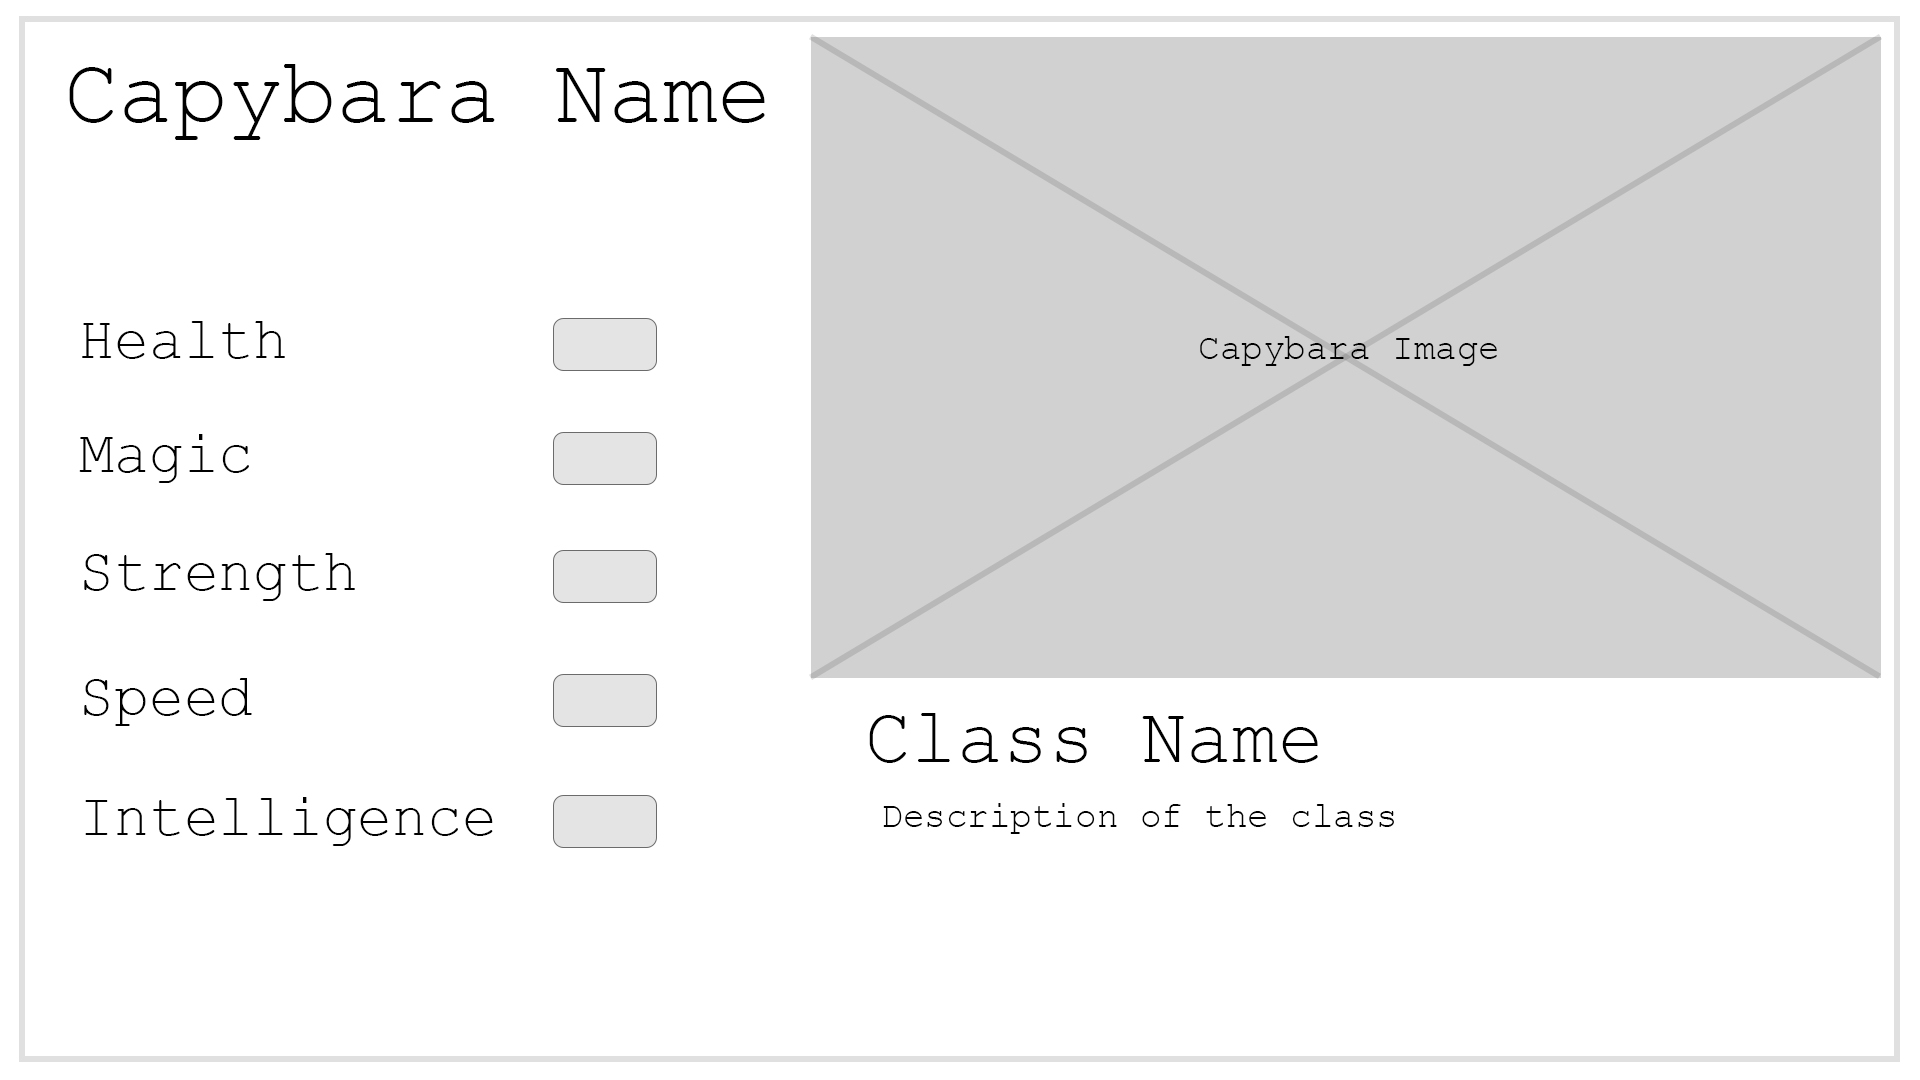 Capybara Name
Health
Magic
Strength
Speed
Intelligence
Capybara Image
Class Name
Description of the class